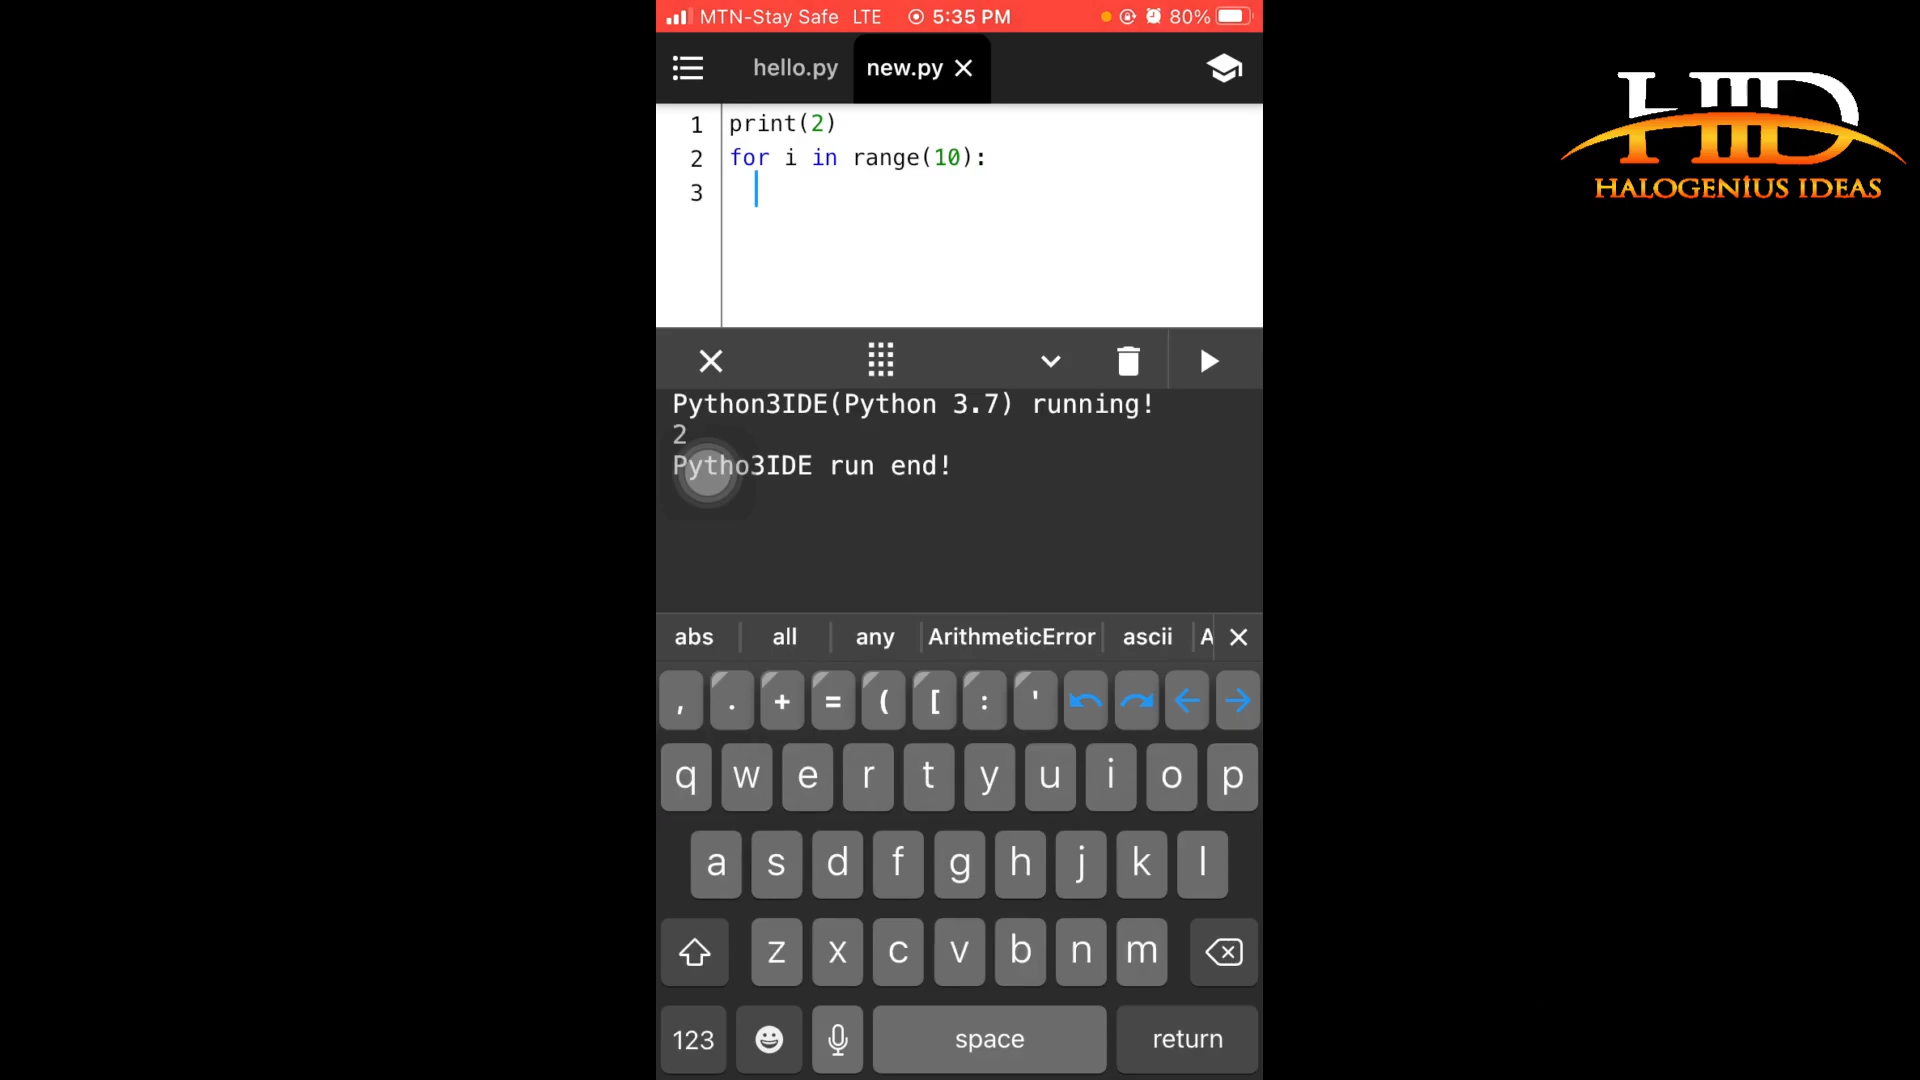 MTN-Stay Safe LTE 5:35 PM 80%
hello.py new.py
HID
HALOGENIUS IDEAS
1 print(2)
2 for i in range(10):
3
Python3IDE(Python 3.7) running!
2
Pytho3IDE run end!
abs all any ArithmeticError ascii A
, . + = ( [ : '
q w e r t y u i o p
a s d f g h j k l
z x c v b n m
123 space return